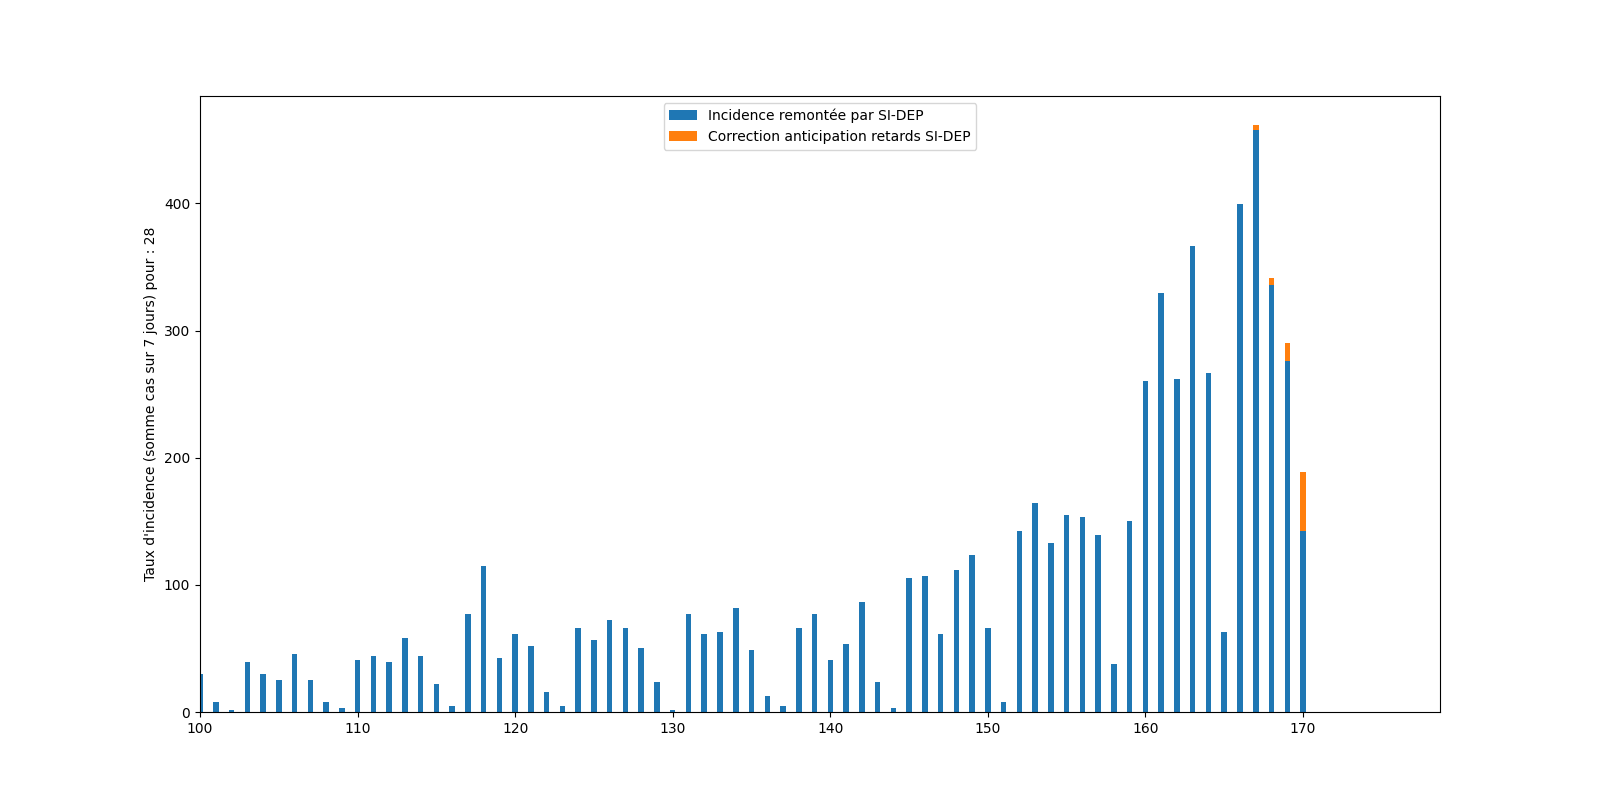 Incidence remontée par SI-DEP
Correction anticipation retards SI-DEP
Taux d'incidence (somme cas sur 7 jours) pour : 28
400
300
200
100
0
100 110 120 130 140 150 160 170